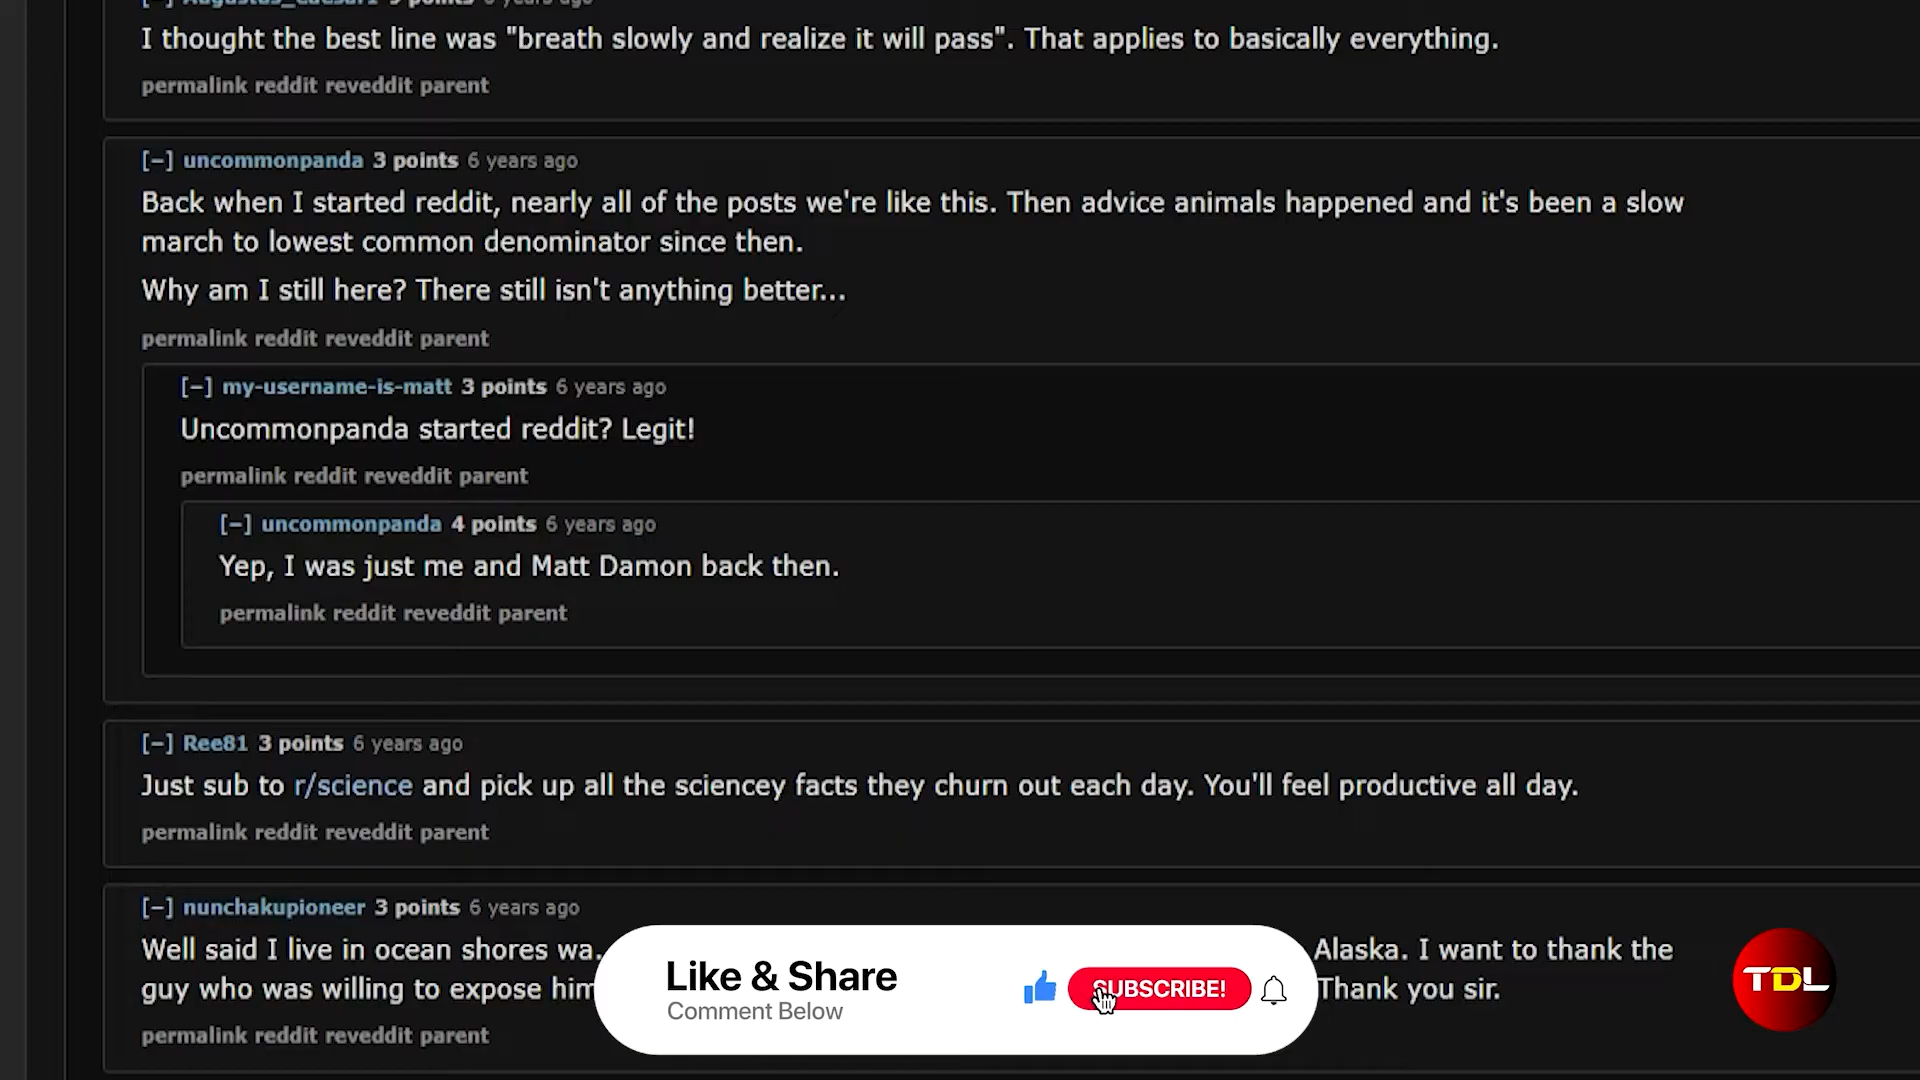 [–] Augustus_Caesar1 9 points 6 years ago
I thought the best line was "breath slowly and realize it will pass". That applies to basically everything.
permalink reddit reveddit parent
[–] uncommonpanda 3 points 6 years ago
Back when I started reddit, nearly all of the posts we're like this. Then advice animals happened and it's been a slow
march to lowest common denominator since then.
Why am I still here? There still isn't anything better...
permalink reddit reveddit parent
[–] my-username-is-matt 3 points 6 years ago
Uncommonpanda started reddit? Legit!
permalink reddit reveddit parent
[–] uncommonpanda 4 points 6 years ago
Yep, I was just me and Matt Damon back then.
permalink reddit reveddit parent
[–] Ree81 3 points 6 years ago
Just sub to r/science and pick up all the sciencey facts they churn out each day. You'll feel productive all day.
permalink reddit reveddit parent
[–] nunchakupioneer 3 points 6 years ago
Well said I live in ocean shores wa. Alaska. I want to thank the
guy who was willing to expose him Thank you sir.
permalink reddit reveddit parent
Like & Share
Comment Below
SUBSCRIBE!
TDL